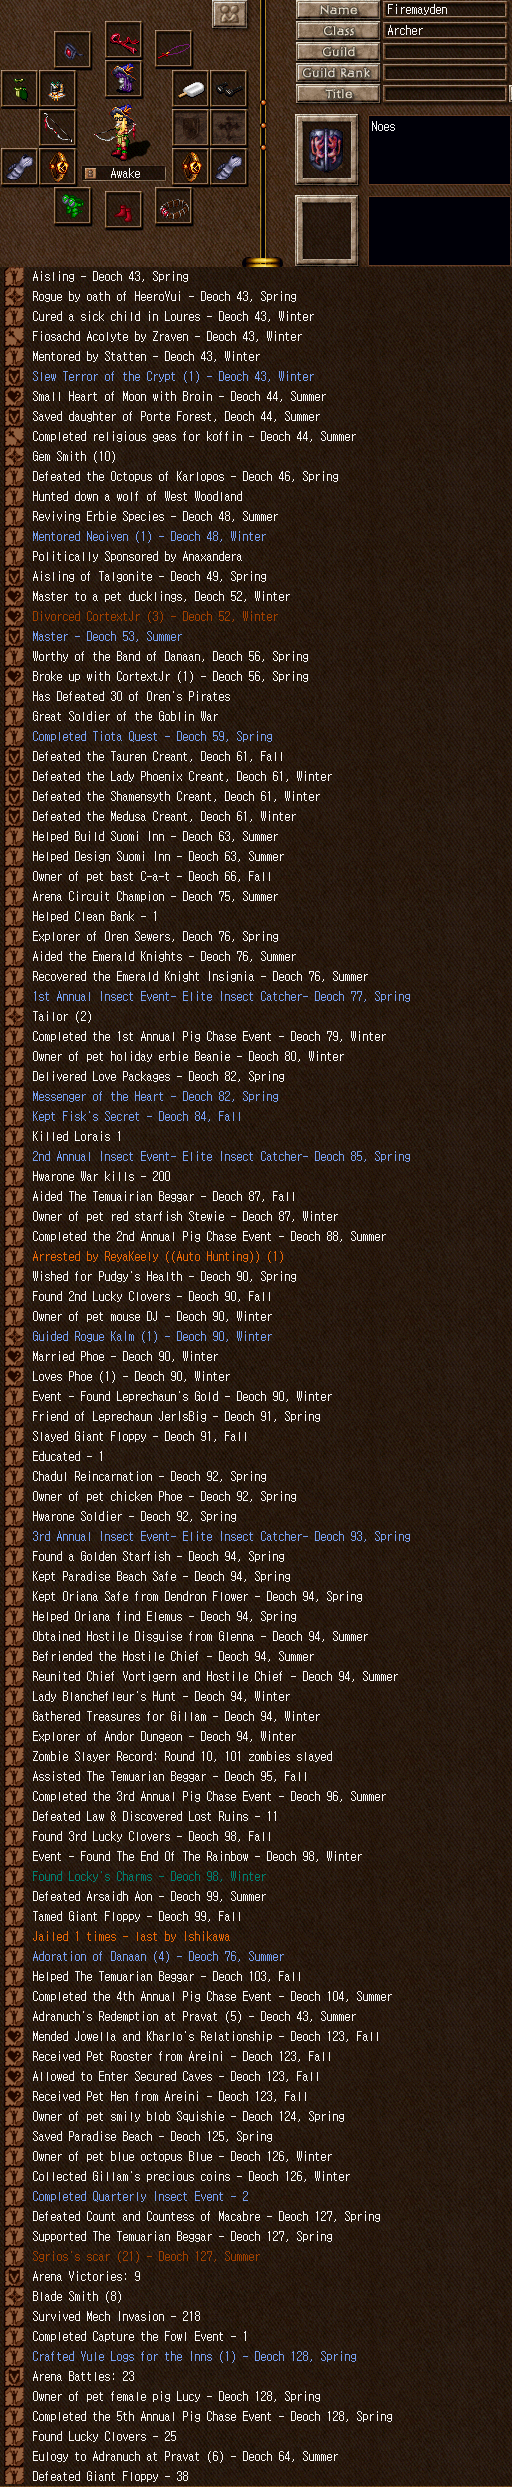 Name Firemayden
Class Archer
Guild
Guild Rank
Title
Noes
Awake
Aisling - Deoch 43, Spring
Rogue by oath of HeeroYui - Deoch 43, Spring
Cured a sick child in Loures - Deoch 43, Winter
Fiosachd Acolyte by Zraven - Deoch 43, Winter
Mentored by Statten - Deoch 43, Winter
Slew Terror of the Crypt (1) - Deoch 43, Winter
Small Heart of Moon with Broin - Deoch 44, Summer
Saved daughter of Porte Forest, Deoch 44, Summer
Completed religious geas for koffin - Deoch 44, Summer
Gem Smith (10)
Defeated the Octopus of Karlopos - Deoch 46, Spring
Hunted down a wolf of West Woodland
Reviving Erbie Species - Deoch 48, Summer
Mentored Neoiven (1) - Deoch 48, Winter
Politically Sponsored by Anaxandera
Aisling of Talgonite - Deoch 49, Spring
Master to a pet ducklings, Deoch 52, Winter
Divorced CortextJr (3) - Deoch 52, Winter
Master - Deoch 53, Summer
Worthy of the Band of Danaan, Deoch 56, Spring
Broke up with CortextJr (1) - Deoch 56, Spring
Has Defeated 30 of Oren's Pirates
Great Soldier of the Goblin War
Completed Tiota Quest - Deoch 59, Spring
Defeated the Tauren Creant, Deoch 61, Fall
Defeated the Lady Phoenix Creant, Deoch 61, Winter
Defeated the Shamensyth Creant, Deoch 61, Winter
Defeated the Medusa Creant, Deoch 61, Winter
Helped Build Suomi Inn - Deoch 63, Summer
Helped Design Suomi Inn - Deoch 63, Summer
Owner of pet bast C-a-t - Deoch 66, Fall
Arena Circuit Champion - Deoch 75, Summer
Helped Clean Bank - 1
Explorer of Oren Sewers, Deoch 76, Spring
Aided the Emerald Knights - Deoch 76, Summer
Recovered the Emerald Knight Insignia - Deoch 76, Summer
1st Annual Insect Event- Elite Insect Catcher- Deoch 77, Spring
Tailor (2)
Completed the 1st Annual Pig Chase Event - Deoch 79, Winter
Owner of pet holiday erbie Beanie - Deoch 80, Winter
Delivered Love Packages - Deoch 82, Spring
Messenger of the Heart - Deoch 82, Spring
Kept Fisk's Secret - Deoch 84, Fall
Killed Lorais 1
2nd Annual Insect Event- Elite Insect Catcher- Deoch 85, Spring
Hwarone War kills - 200
Aided The Temuairian Beggar - Deoch 87, Fall
Owner of pet red starfish Stewie - Deoch 87, Winter
Completed the 2nd Annual Pig Chase Event - Deoch 88, Summer
Arrested by ReyaKeely ((Auto Hunting)) (1)
Wished for Pudgy's Health - Deoch 90, Spring
Found 2nd Lucky Clovers - Deoch 90, Fall
Owner of pet mouse DJ - Deoch 90, Winter
Guided Rogue Kalm (1) - Deoch 90, Winter
Married Phoe - Deoch 90, Winter
Loves Phoe (1) - Deoch 90, Winter
Event - Found Leprechaun's Gold - Deoch 90, Winter
Friend of Leprechaun JerIsBig - Deoch 91, Spring
Slayed Giant Floppy - Deoch 91, Fall
Educated - 1
Chadul Reincarnation - Deoch 92, Spring
Owner of pet chicken Phoe - Deoch 92, Spring
Hwarone Soldier - Deoch 92, Spring
3rd Annual Insect Event- Elite Insect Catcher- Deoch 93, Spring
Found a Golden Starfish - Deoch 94, Spring
Kept Paradise Beach Safe - Deoch 94, Spring
Kept Oriana Safe from Dendron Flower - Deoch 94, Spring
Helped Oriana find Elemus - Deoch 94, Spring
Obtained Hostile Disguise from Glenna - Deoch 94, Summer
Befriended the Hostile Chief - Deoch 94, Summer
Reunited Chief Vortigern and Hostile Chief - Deoch 94, Summer
Lady Blanchefleur's Hunt - Deoch 94, Winter
Gathered Treasures for Gillam - Deoch 94, Winter
Explorer of Andor Dungeon - Deoch 94, Winter
Zombie Slayer Record: Round 10, 101 zombies slayed
Assisted The Temuarian Beggar - Deoch 95, Fall
Completed the 3rd Annual Pig Chase Event - Deoch 96, Summer
Defeated Law & Discovered Lost Ruins - 11
Found 3rd Lucky Clovers - Deoch 98, Fall
Event - Found The End Of The Rainbow - Deoch 98, Winter
Found Locky's Charms - Deoch 98, Winter
Defeated Arsaidh Aon - Deoch 99, Summer
Tamed Giant Floppy - Deoch 99, Fall
Jailed 1 times - last by Ishikawa
Adoration of Danaan (4) - Deoch 76, Summer
Helped The Temuarian Beggar - Deoch 103, Fall
Completed the 4th Annual Pig Chase Event - Deoch 104, Summer
Adranuch's Redemption at Pravat (5) - Deoch 43, Summer
Mended Jowella and Kharlo's Relationship - Deoch 123, Fall
Received Pet Rooster from Areini - Deoch 123, Fall
Allowed to Enter Secured Caves - Deoch 123, Fall
Received Pet Hen from Areini - Deoch 123, Fall
Owner of pet smily blob Squishie - Deoch 124, Spring
Saved Paradise Beach - Deoch 125, Spring
Owner of pet blue octopus Blue - Deoch 126, Winter
Collected Gillam's precious coins - Deoch 126, Winter
Completed Quarterly Insect Event - 2
Defeated Count and Countess of Macabre - Deoch 127, Spring
Supported The Temuarian Beggar - Deoch 127, Spring
Sgrios's scar (21) - Deoch 127, Summer
Arena Victories: 9
Blade Smith (8)
Survived Mech Invasion - 218
Completed Capture the Fowl Event - 1
Crafted Yule Logs for the Inns (1) - Deoch 128, Spring
Arena Battles: 23
Owner of pet female pig Lucy - Deoch 128, Spring
Completed the 5th Annual Pig Chase Event - Deoch 128, Spring
Found Lucky Clovers - 25
Eulogy to Adranuch at Pravat (6) - Deoch 64, Summer
Defeated Giant Floppy - 38